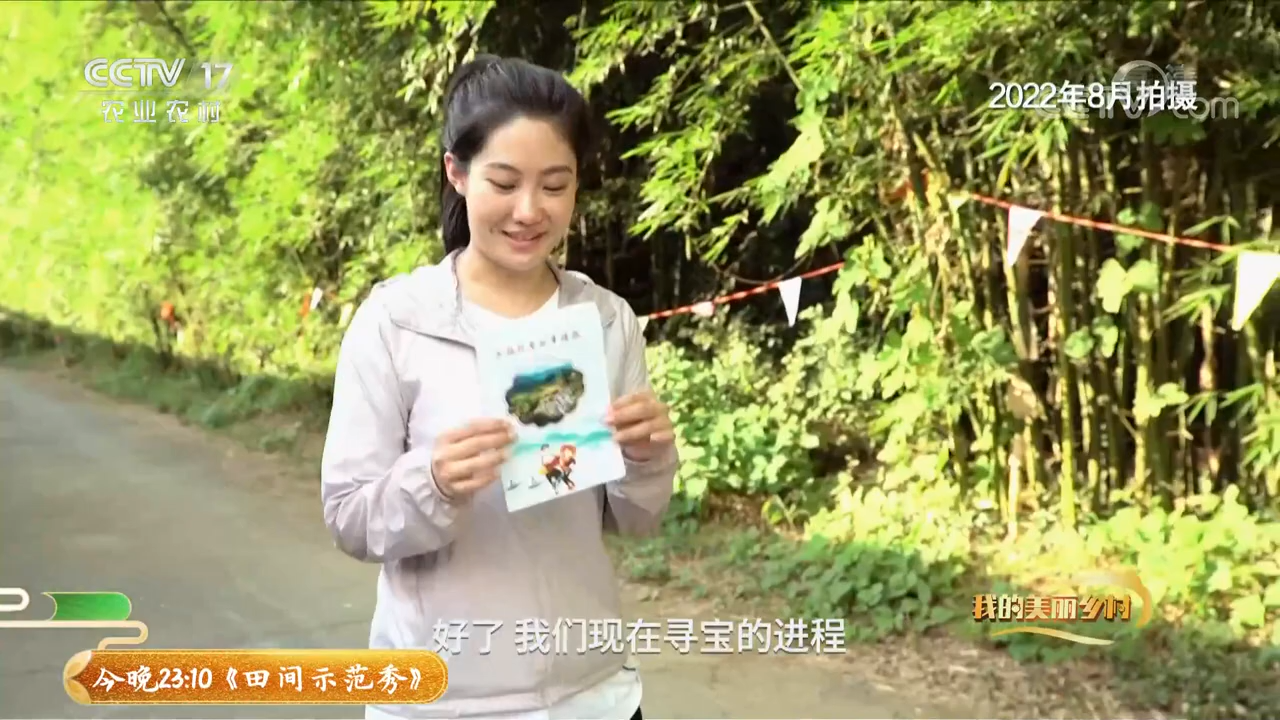 CCTV 17
农业农村
2022年8月拍摄
我的美丽乡村
好了 我们现在寻宝的进程
今晚23:10《田间示范秀》